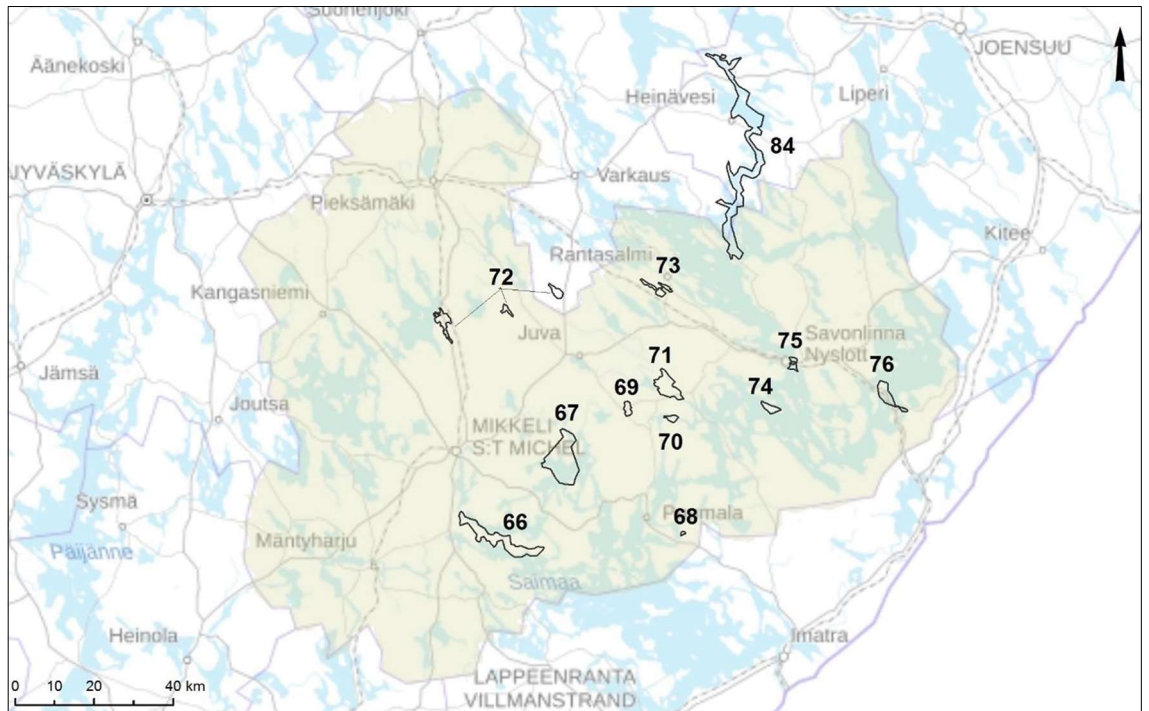 Suonenjoki
JOENSUU
Äänekoski
Heinävesi
Liperi
84
JYVÄSKYLÄ
Varkaus
Pieksämäki
Kitee
Rantasalmi
73
72
Kangasniemi
Juva
75
Savonlinna
Nyslott
71
76
Jämsä
74
69
Joutsa
67
70
MIKKELI
S:T MICHEL
Sysmä
66
68
Mäntyharju
Päijänne
Saimaa
Heinola
Imatra
LAPPEENRANTA
VILLMANSTRAND
0 10 20 40 km